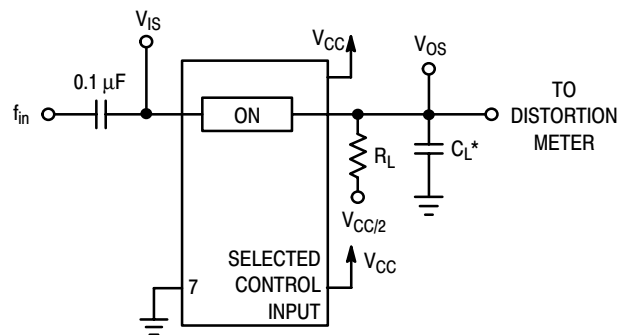 V_IS
V_CC
V_OS
0.1 μF
f_in
ON
TO
DISTORTION
METER
R_L
C_L*
V_CC/2
7
SELECTED
CONTROL
INPUT
V_CC